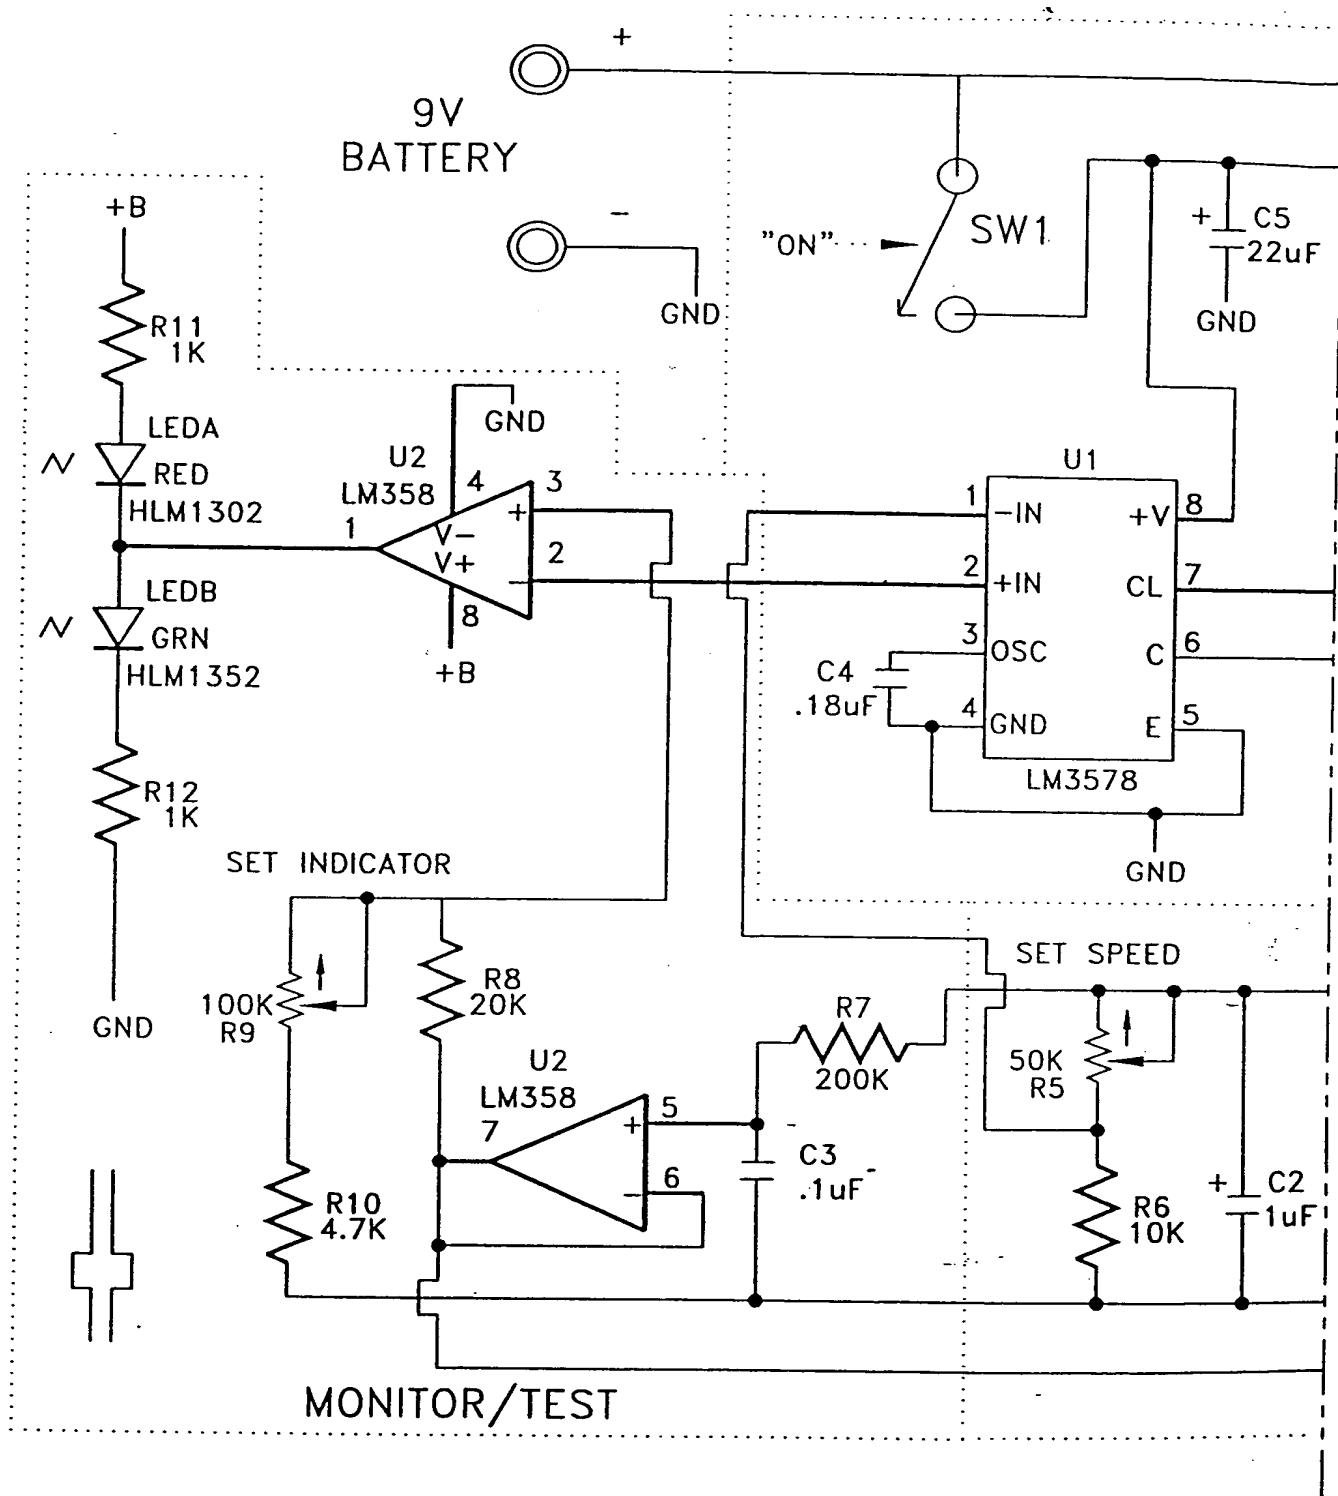 +
9V
BATTERY
-
GND
"ON"
SW1
+
C5
22uF
GND
+B
R11
1K
LEDA
RED
HLM1302
LEDB
GRN
HLM1352
R12
1K
GND
GND
U2
LM358
4
3
+
1
V-
V+
2
-
8
+B
U1
1
-IN
+V
8
2
+IN
CL
7
3
OSC
C
6
4
GND
E
5
LM3578
C4
.18uF
GND
SET INDICATOR
100K
R9
R8
20K
R7
200K
SET SPEED
50K
R5
U2
LM358
7
5
+
6
-
C3
.1uF
R10
4.7K
R6
10K
+
C2
1uF
MONITOR/TEST